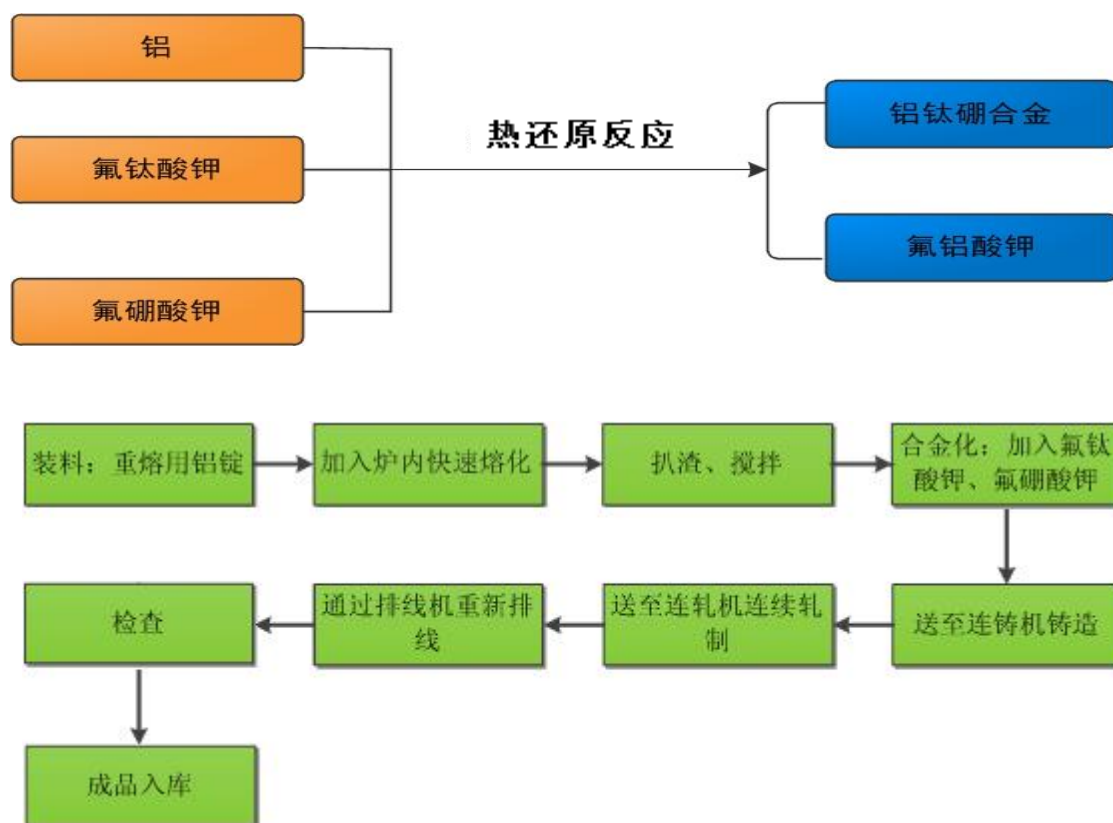 铝
氟钛酸钾
氟硼酸钾
热还原反应
铝钛硼合金
氟铝酸钾
装料：重熔用铝锭
加入炉内快速熔化
扒渣、搅拌
合金化：加入氟钛
酸钾、氟硼酸钾
送至连铸机铸造
送至连轧机连续轧
制
通过排线机重新排
线
检查
成品入库